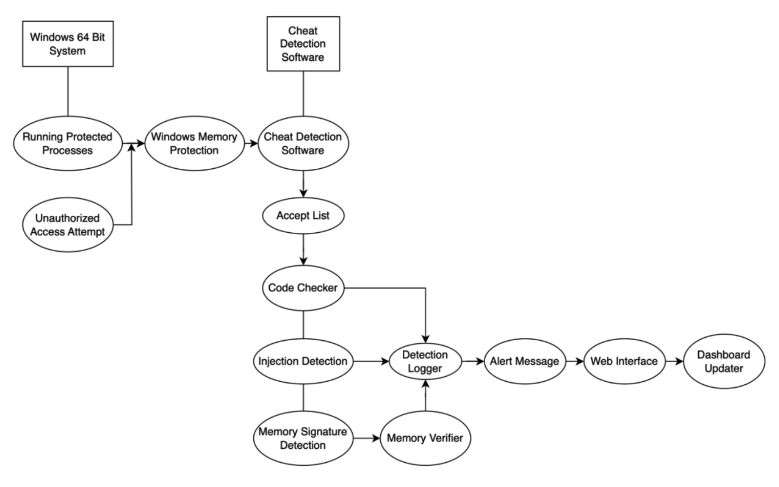 Windows 64 Bit
System
Cheat
Detection
Software
Running Protected
Processes
Windows Memory
Protection
Cheat Detection
Software
Unauthorized
Access Attempt
Accept List
Code Checker
Injection Detection
Detection
Logger
Alert Message
Web Interface
Dashboard
Updater
Memory Signature
Detection
Memory Verifier